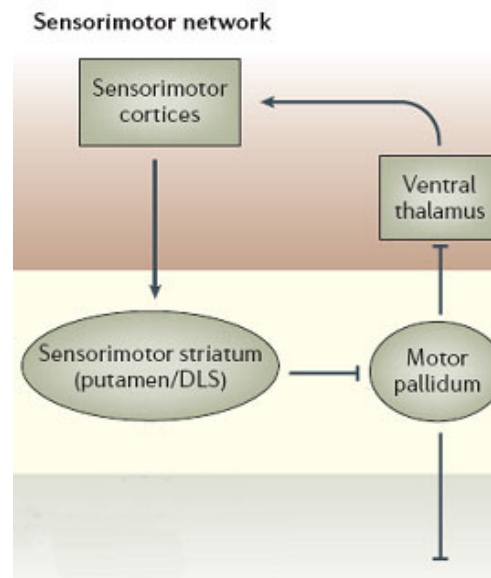 Sensorimotor network
Sensorimotor
cortices
Ventral
thalamus
Sensorimotor striatum
(putamen/DLS)
Motor
pallidum